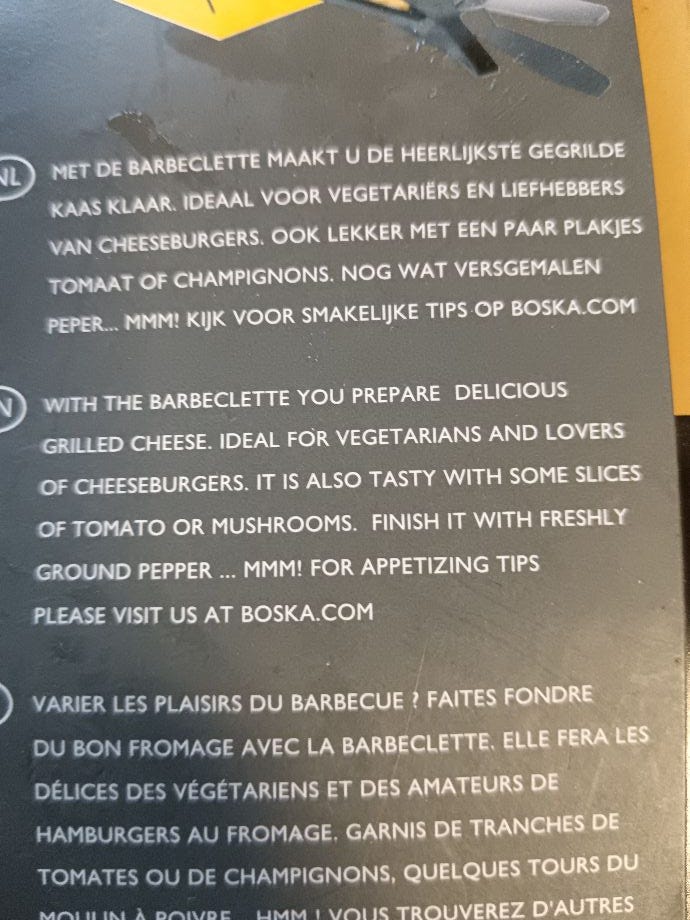 NL
MET DE BARBECLETTE MAAKT U DE HEERLIJKSTE GEGRILDE
KAAS KLAAR. IDEAAL VOOR VEGETARIËRS EN LIEFHEBBERS
VAN CHEESEBURGERS. OOK LEKKER MET EEN PAAR PLAKJES
TOMAAT OF CHAMPIGNONS. NOG WAT VERSGEMALEN
PEPER... MMM! KIJK VOOR SMAKELIJKE TIPS OP BOSKA.COM
N
WITH THE BARBECLETTE YOU PREPARE DELICIOUS
GRILLED CHEESE. IDEAL FOR VEGETARIANS AND LOVERS
OF CHEESEBURGERS. IT IS ALSO TASTY WITH SOME SLICES
OF TOMATO OR MUSHROOMS. FINISH IT WITH FRESHLY
GROUND PEPPER ... MMM! FOR APPETIZING TIPS
PLEASE VISIT US AT BOSKA.COM
VARIER LES PLAISIRS DU BARBECUE ? FAITES FONDRE
DU BON FROMAGE AVEC LA BARBECLETTE. ELLE FERA LES
DÉLICES DES VÉGÉTARIENS ET DES AMATEURS DE
HAMBURGERS AU FROMAGE. GARNIS DE TRANCHES DE
TOMATES OU DE CHAMPIGNONS, QUELQUES TOURS DU
MOULIN À POIVRE... HMM ! VOUS TROUVEREZ D'AUTRES